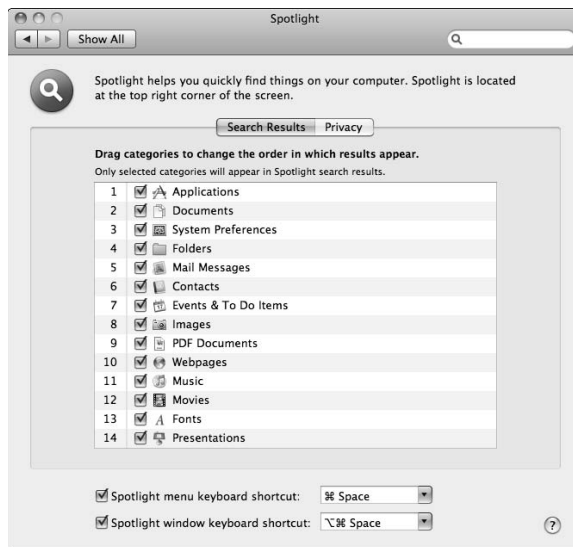 Spotlight
Show All
Spotlight helps you quickly find things on your computer. Spotlight is located
at the top right corner of the screen.
Search Results Privacy
Drag categories to change the order in which results appear.
Only selected categories will appear in Spotlight search results.
1 Applications
2 Documents
3 System Preferences
4 Folders
5 Mail Messages
6 Contacts
7 Events & To Do Items
8 Images
9 PDF Documents
10 Webpages
11 Music
12 Movies
13 Fonts
14 Presentations
Spotlight menu keyboard shortcut: ⌘ Space
Spotlight window keyboard shortcut: ⌥⌘ Space
?